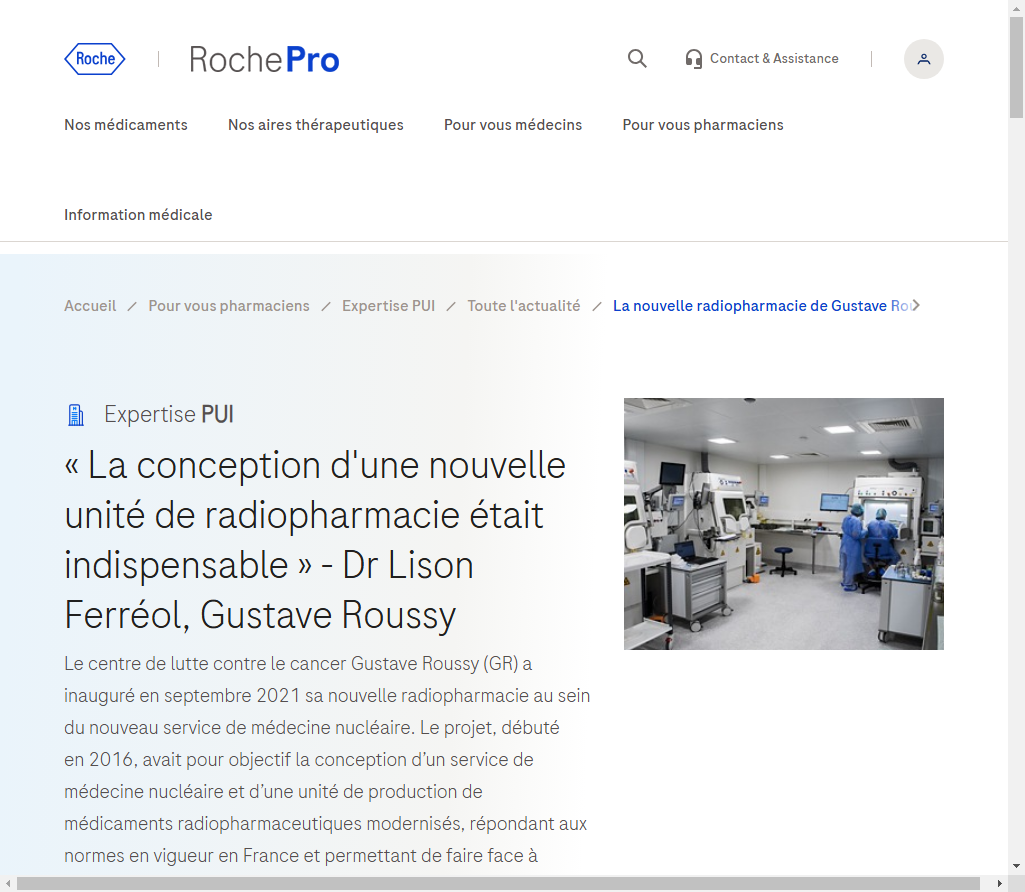 Roche
RochePro
Contact & Assistance
Nos médicaments
Nos aires thérapeutiques
Pour vous médecins
Pour vous pharmaciens
Information médicale
Accueil / Pour vous pharmaciens / Expertise PUI / Toute l'actualité / La nouvelle radiopharmacie de Gustave
Expertise PUI
« La conception d'une nouvelle
unité de radiopharmacie était
indispensable » - Dr Lison
Ferréol, Gustave Roussy
Le centre de lutte contre le cancer Gustave Roussy (GR) a
inauguré en septembre 2021 sa nouvelle radiopharmacie au sein
du nouveau service de médecine nucléaire. Le projet, débuté
en 2016, avait pour objectif la conception d’un service de
médecine nucléaire et d’une unité de production de
médicaments radiopharmaceutiques modernisés, répondant aux
normes en vigueur en France et permettant de faire face à